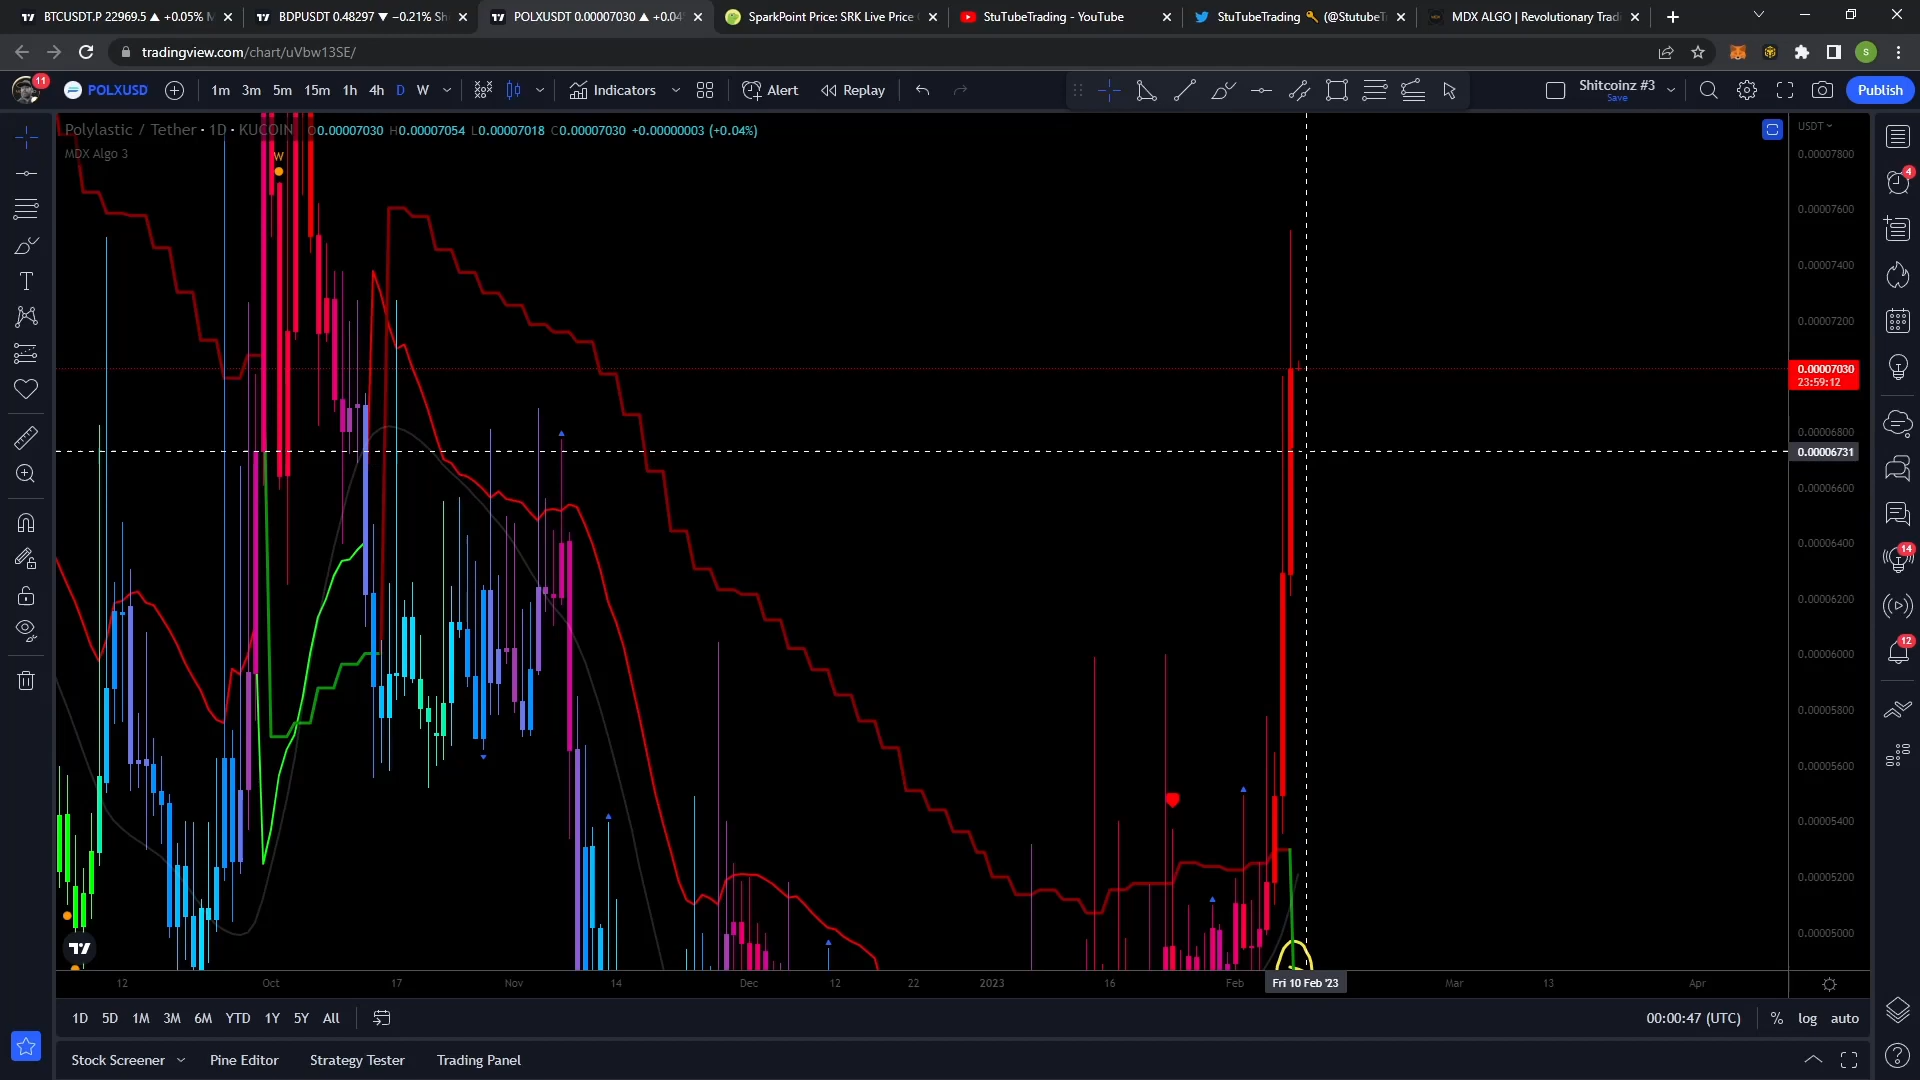 BTCUSDT.P 22969.5 ▲ +0.05%
BDPUSDT 0.48297 ▼ −0.21%
POLXUSDT 0.00007030 ▲ +0.04
SparkPoint Price: SRK Live Price
StuTubeTrading - YouTube
StuTubeTrading 🔑 (@StutubeT
MDX ALGO | Revolutionary Tradi
tradingview.com/chart/uVbw13SE/
S
11
POLXUSD
1m 3m 5m 15m 1h 4h D W
Indicators
Alert
Replay
Shitcoinz #3
Save
Publish
Polylastic / Tether · 1D · KUCOIN O0.00007030 H0.00007054 L0.00007018 C0.00007030 +0.00000003 (+0.04%)
MDX Algo 3
W
USDT
0.00007800
0.00007600
0.00007400
0.00007200
0.00007030
23:59:12
0.00006800
0.00006731
0.00006600
0.00006400
0.00006200
0.00006000
0.00005800
0.00005600
0.00005400
0.00005200
0.00005000
4
14
12
12 Oct 17 Nov 14 Dec 12 22 2023 16 Feb Fri 10 Feb '23 Mar 13 Apr
1D 5D 1M 3M 6M YTD 1Y 5Y All
00:00:47 (UTC) % log auto
Stock Screener Pine Editor Strategy Tester Trading Panel